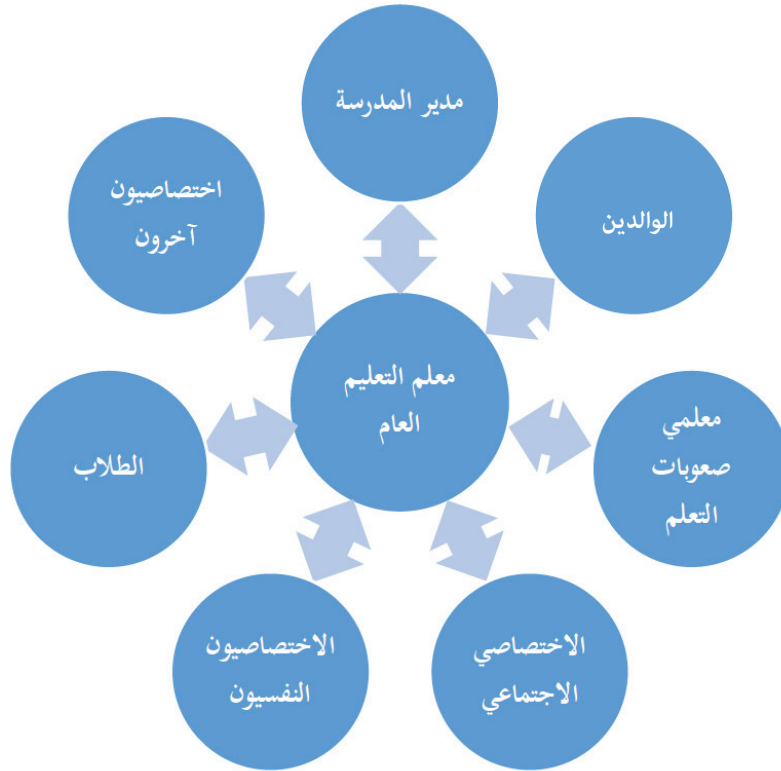 مدير المدرسة
الوالدين
معلمي
صعوبات
التعلم
الاختصاصي
الاجتماعي
الاختصاصيون
النفسيون
الطلاب
اختصاصيون
آخرون
معلم التعليم
العام